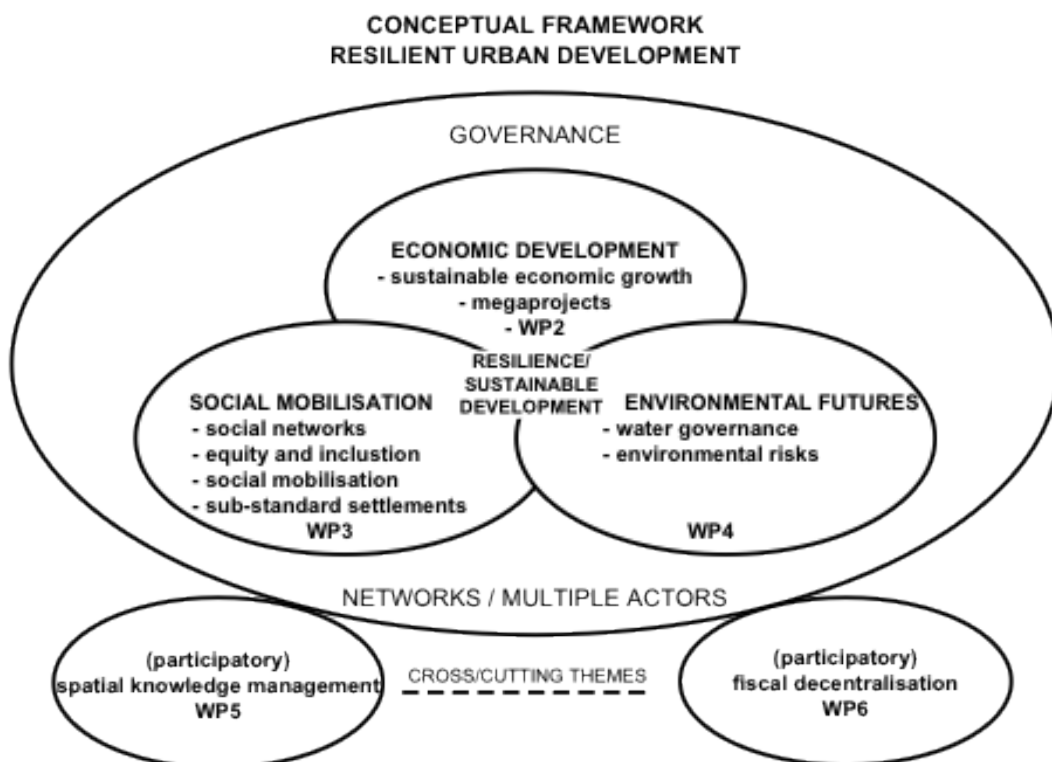 CONCEPTUAL FRAMEWORK
RESILIENT URBAN DEVELOPMENT
GOVERNANCE
ECONOMIC DEVELOPMENT
- sustainable economic growth
- megaprojects
- WP2
RESILIENCE/
SUSTAINABLE
DEVELOPMENT
SOCIAL MOBILISATION
- social networks
- equity and inclustion
- social mobilisation
- sub-standard settlements
WP3
ENVIRONMENTAL FUTURES
- water governance
- environmental risks
WP4
NETWORKS / MULTIPLE ACTORS
(participatory)
spatial knowledge management
WP5
CROSS/CUTTING THEMES
(participatory)
fiscal decentralisation
WP6